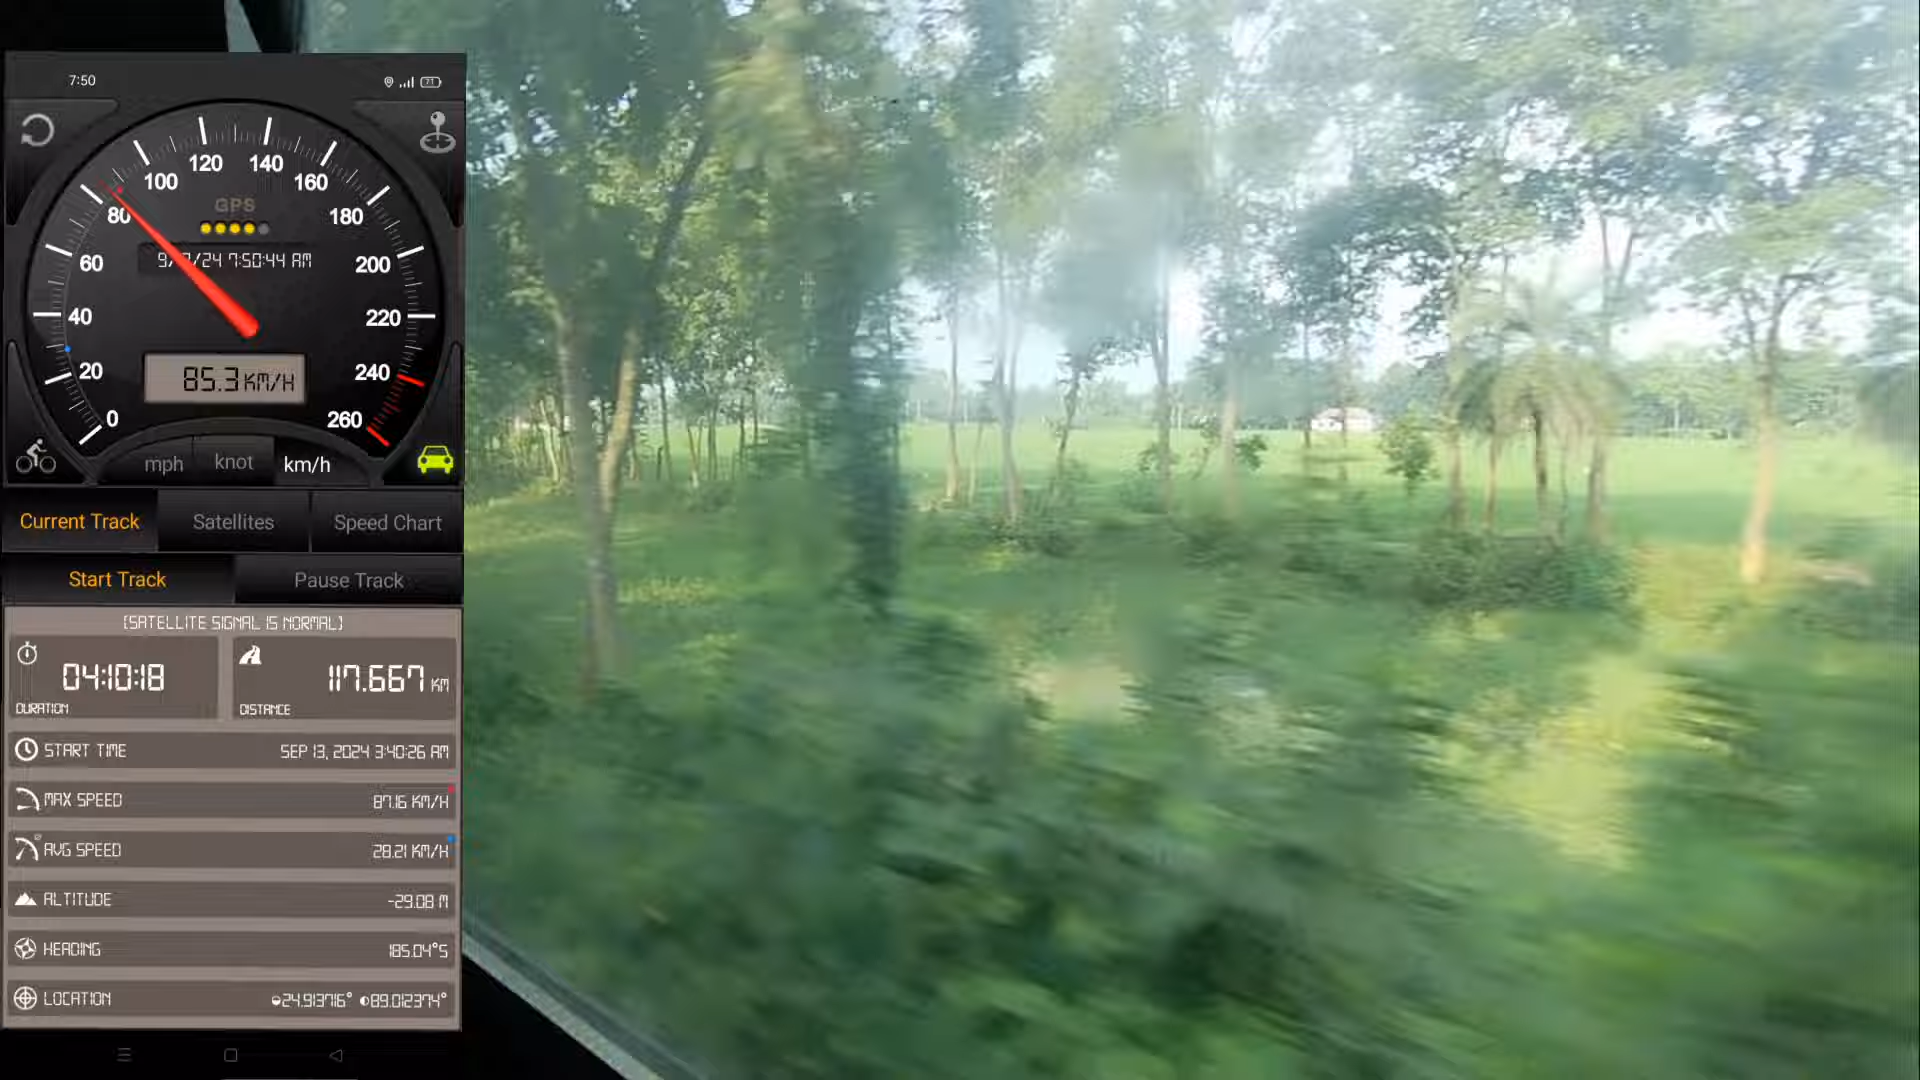 7:50
71
100 120 140 160
80 180
60 200
40 220
20 240
0 260
GPS
7:50:44 AM
85.3 KM/H
mph knot km/h
Current Track Satellites Speed Chart
Start Track Pause Track
[SATELLITE SIGNAL IS NORMAL]
04:10:18 117.667 KM
DURATION DISTANCE
START TIME SEP 13, 2024 3:40:26 AM
MAX SPEED 87.16 KM/H
AVG SPEED 28.21 KM/H
ALTITUDE -29.08 M
HEADING 185.04°S
LOCATION 24.913716° 89.012374°